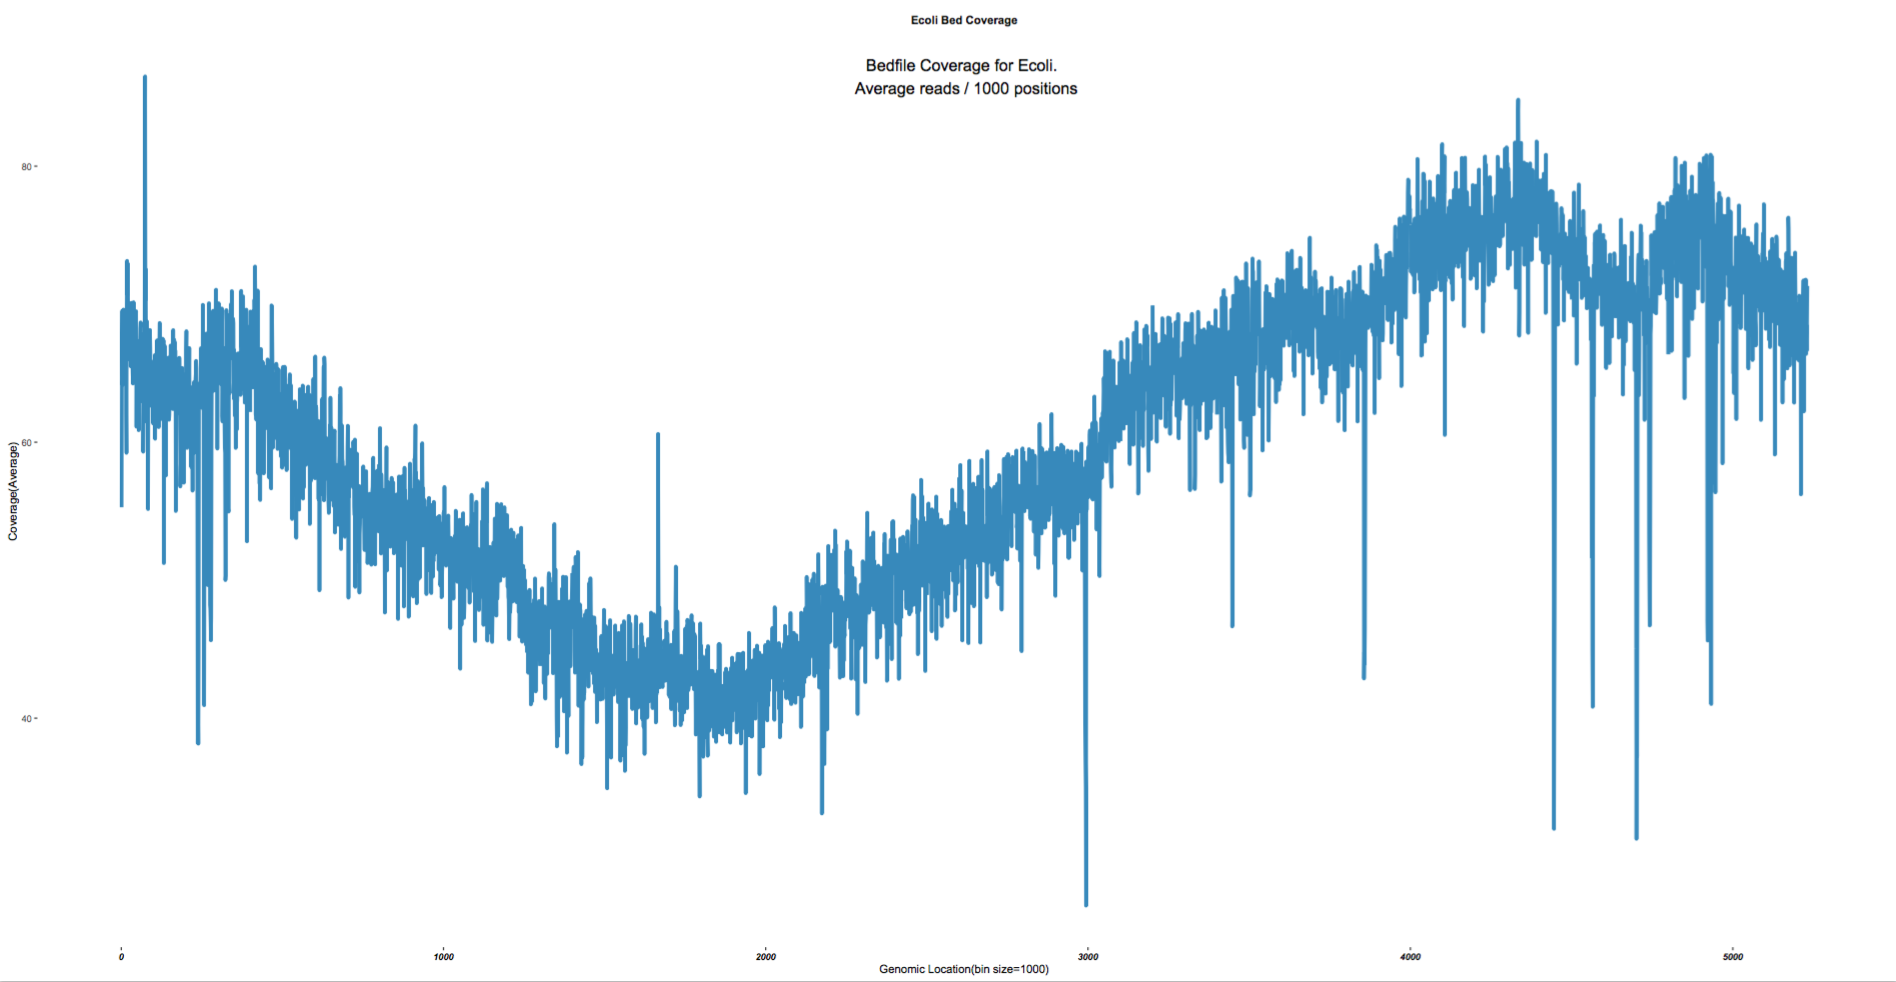 Ecoli Bed Coverage
Bedfile Coverage for Ecoli.
Average reads / 1000 positions
80
60
40
Coverage(Average)
0 1000 2000 3000 4000 5000
Genomic Location(bin size=1000)